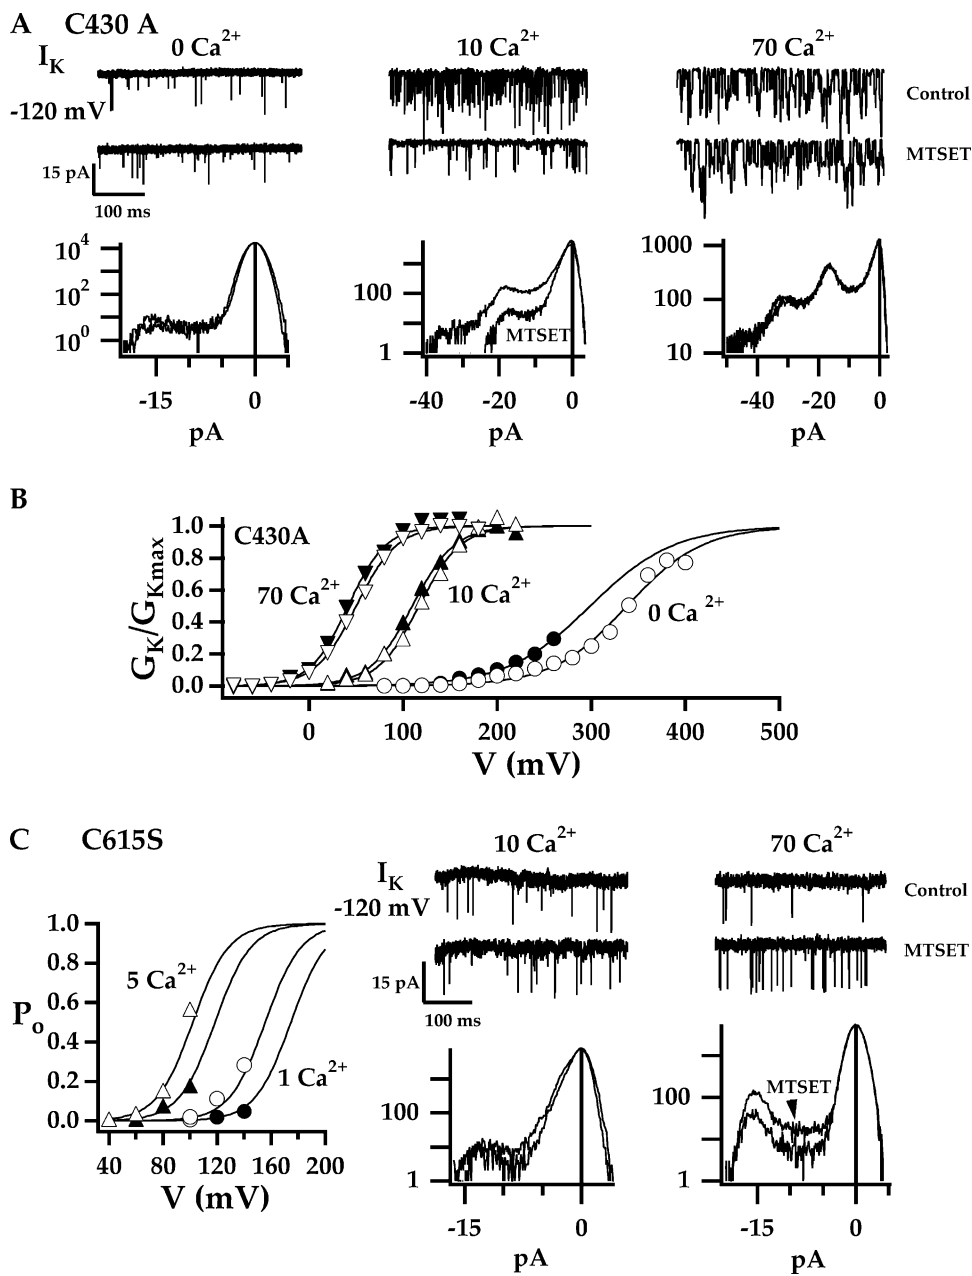 A C430 A
0 Ca2+ 10 Ca2+ 70 Ca2+
IK
-120 mV
Control
MTSET
15 pA
100 ms
10^4
10^2
10^0
-15 0
pA
100
1
MTSET
-40 -20 0
pA
1000
100
10
-40 -20 0
pA
B
C430A
1.0
0.8
0.6
0.4
0.2
0.0
GK/GKmax
70 Ca2+
10 Ca2+
0 Ca 2+
0 100 200 300 400 500
V (mV)
C C615S
1.0
0.8
0.6
0.4
0.2
0.0
Po
5 Ca2+
1 Ca2+
40 80 120 160 200
V (mV)
10 Ca2+ 70 Ca2+
IK
-120 mV
Control
MTSET
15 pA
100 ms
100
1
-15 0
pA
100
1
MTSET
-15 0
pA